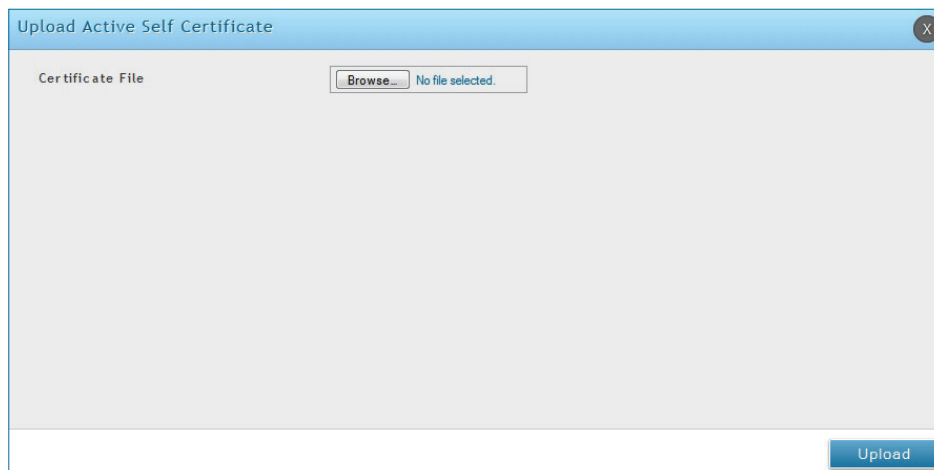 Upload Active Self Certificate
X
Certificate File
Browse... No file selected.
Upload